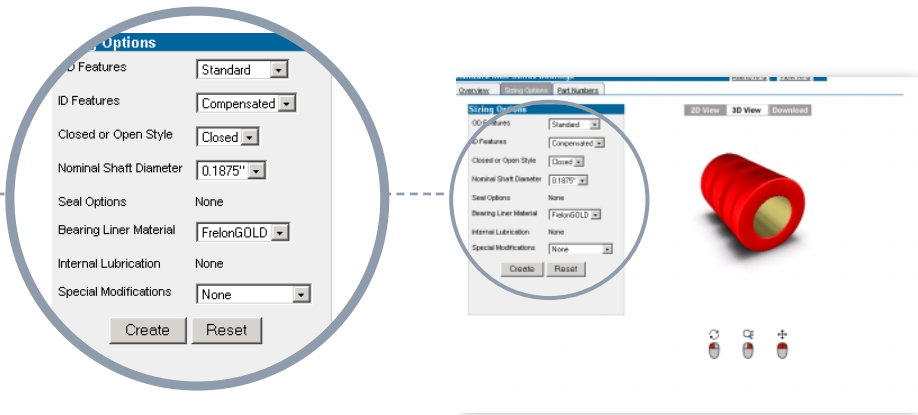 Options
D Features Standard
ID Features Compensated
Closed or Open Style Closed
Nominal Shaft Diameter 0.1875"
Seal Options None
Bearing Liner Material FrelonGOLD
Internal Lubrication None
Special Modifications None
Create Reset
Overview Sizing Options Part Numbers
Sizing Options
OD Features Standard
ID Features Compensated
Closed or Open Style Closed
Nominal Shaft Diameter 0.1875"
Seal Options None
Bearing Liner Material FrelonGOLD
Internal Lubrication None
Special Modifications None
Create Reset
2D View 3D View Download